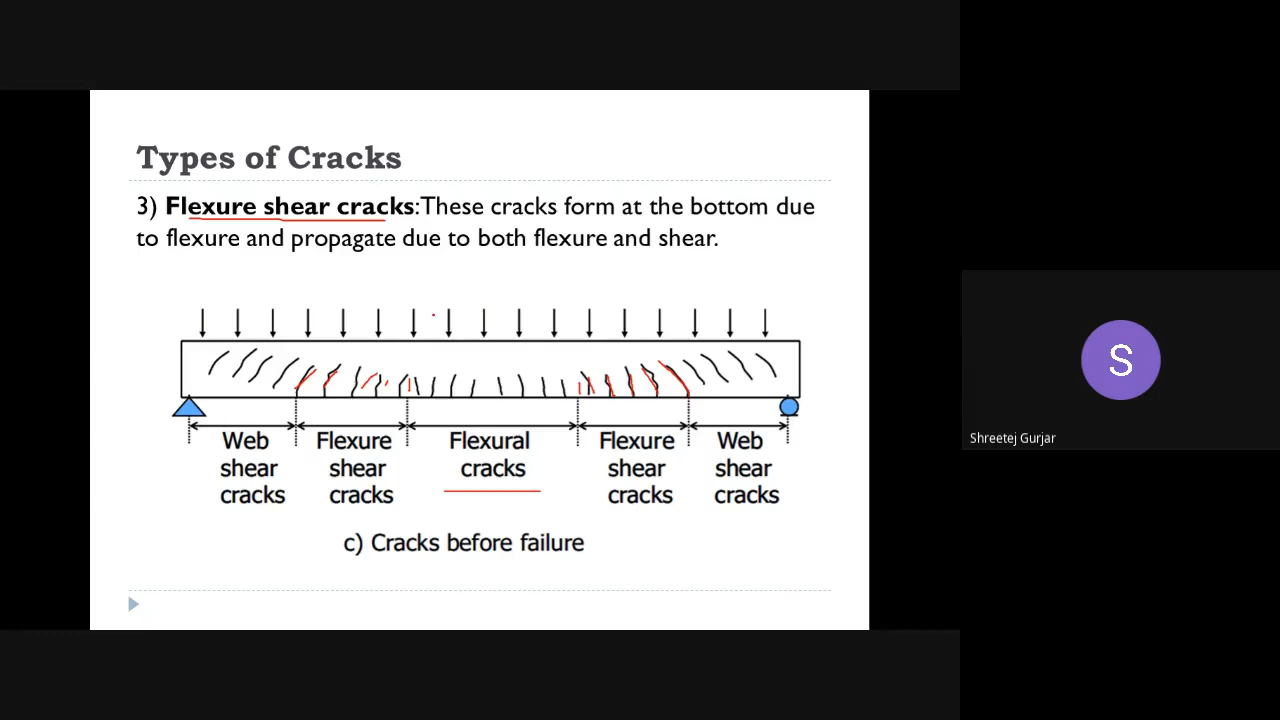 Types of Cracks
3) Flexure shear cracks:These cracks form at the bottom due
to flexure and propagate due to both flexure and shear.
Web Flexure Flexural Flexure Web
shear shear cracks shear shear
cracks cracks cracks cracks
c) Cracks before failure
S
Shreetej Gurjar